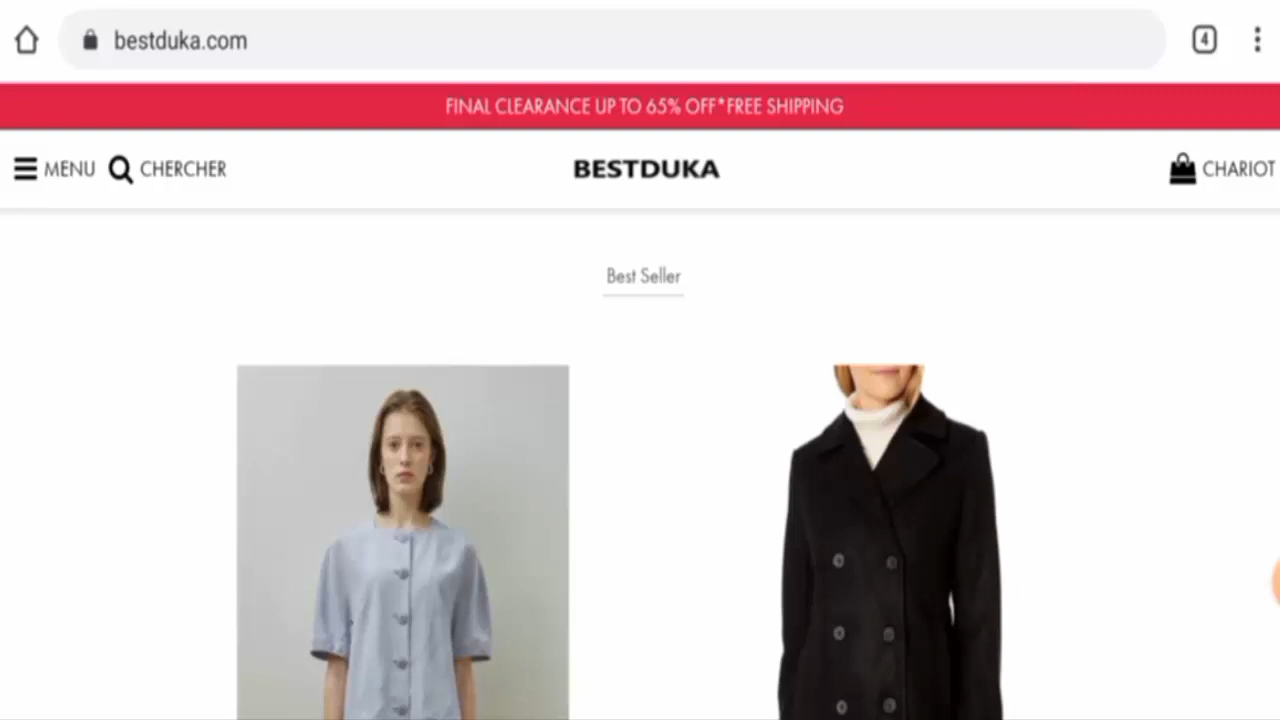 bestduka.com
4
FINAL CLEARANCE UP TO 65% OFF*FREE SHIPPING
MENU CHERCHER BESTDUKA CHARIOT
Best Seller